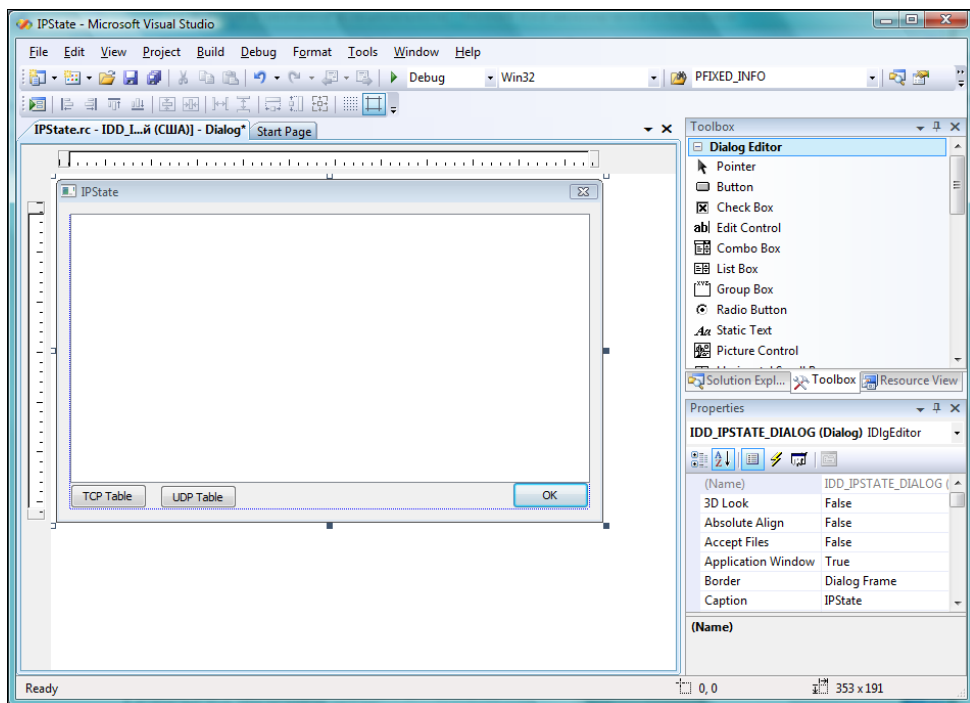 IPState - Microsoft Visual Studio
File Edit View Project Build Debug Format Tools Window Help
Debug Win32 PFIXED_INFO
IPState.rc - IDD_I...й (США)] - Dialog* Start Page
IPState
TCP Table UDP Table OK
Toolbox
Dialog Editor
Pointer
Button
Check Box
ab| Edit Control
Combo Box
List Box
XYZ Group Box
Radio Button
Aa Static Text
Picture Control
Solution Expl... Toolbox Resource View
Properties
IDD_IPSTATE_DIALOG (Dialog) IDlgEditor
(Name) IDD_IPSTATE_DIALOG (
3D Look False
Absolute Align False
Accept Files False
Application Window True
Border Dialog Frame
Caption IPState
(Name)
Ready 0, 0 353 x 191